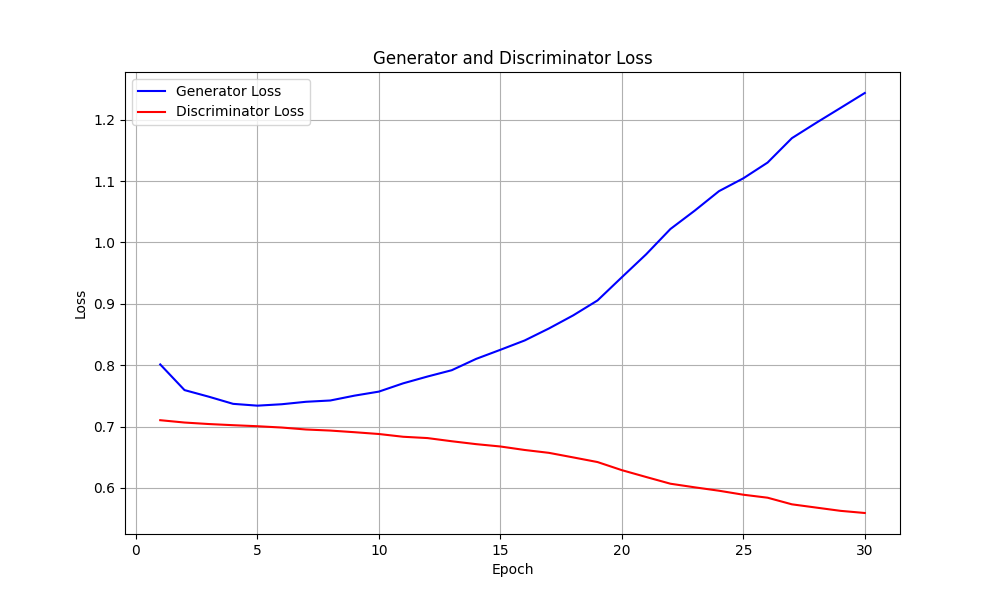 Generator and Discriminator Loss
Generator Loss
Discriminator Loss
1.2
1.1
1.0
0.9
0.8
0.7
0.6
Loss
0 5 10 15 20 25 30
Epoch